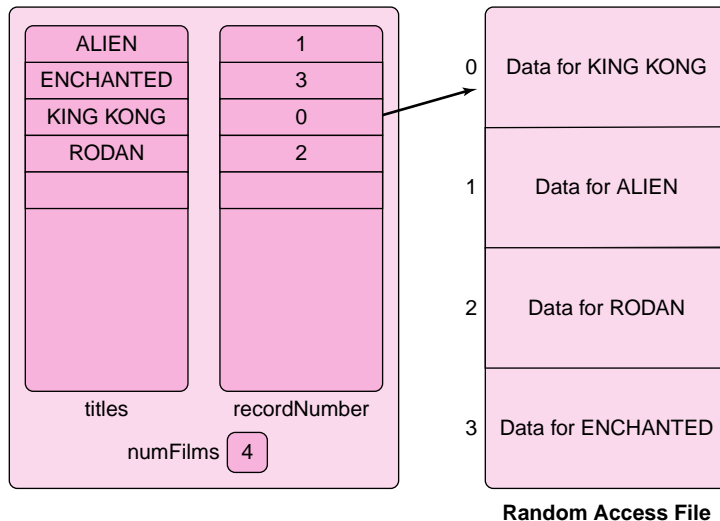 ALIEN
ENCHANTED
KING KONG
RODAN
titles
1
3
0
2
recordNumber
numFilms 4
0 Data for KING KONG
1 Data for ALIEN
2 Data for RODAN
3 Data for ENCHANTED
Random Access File